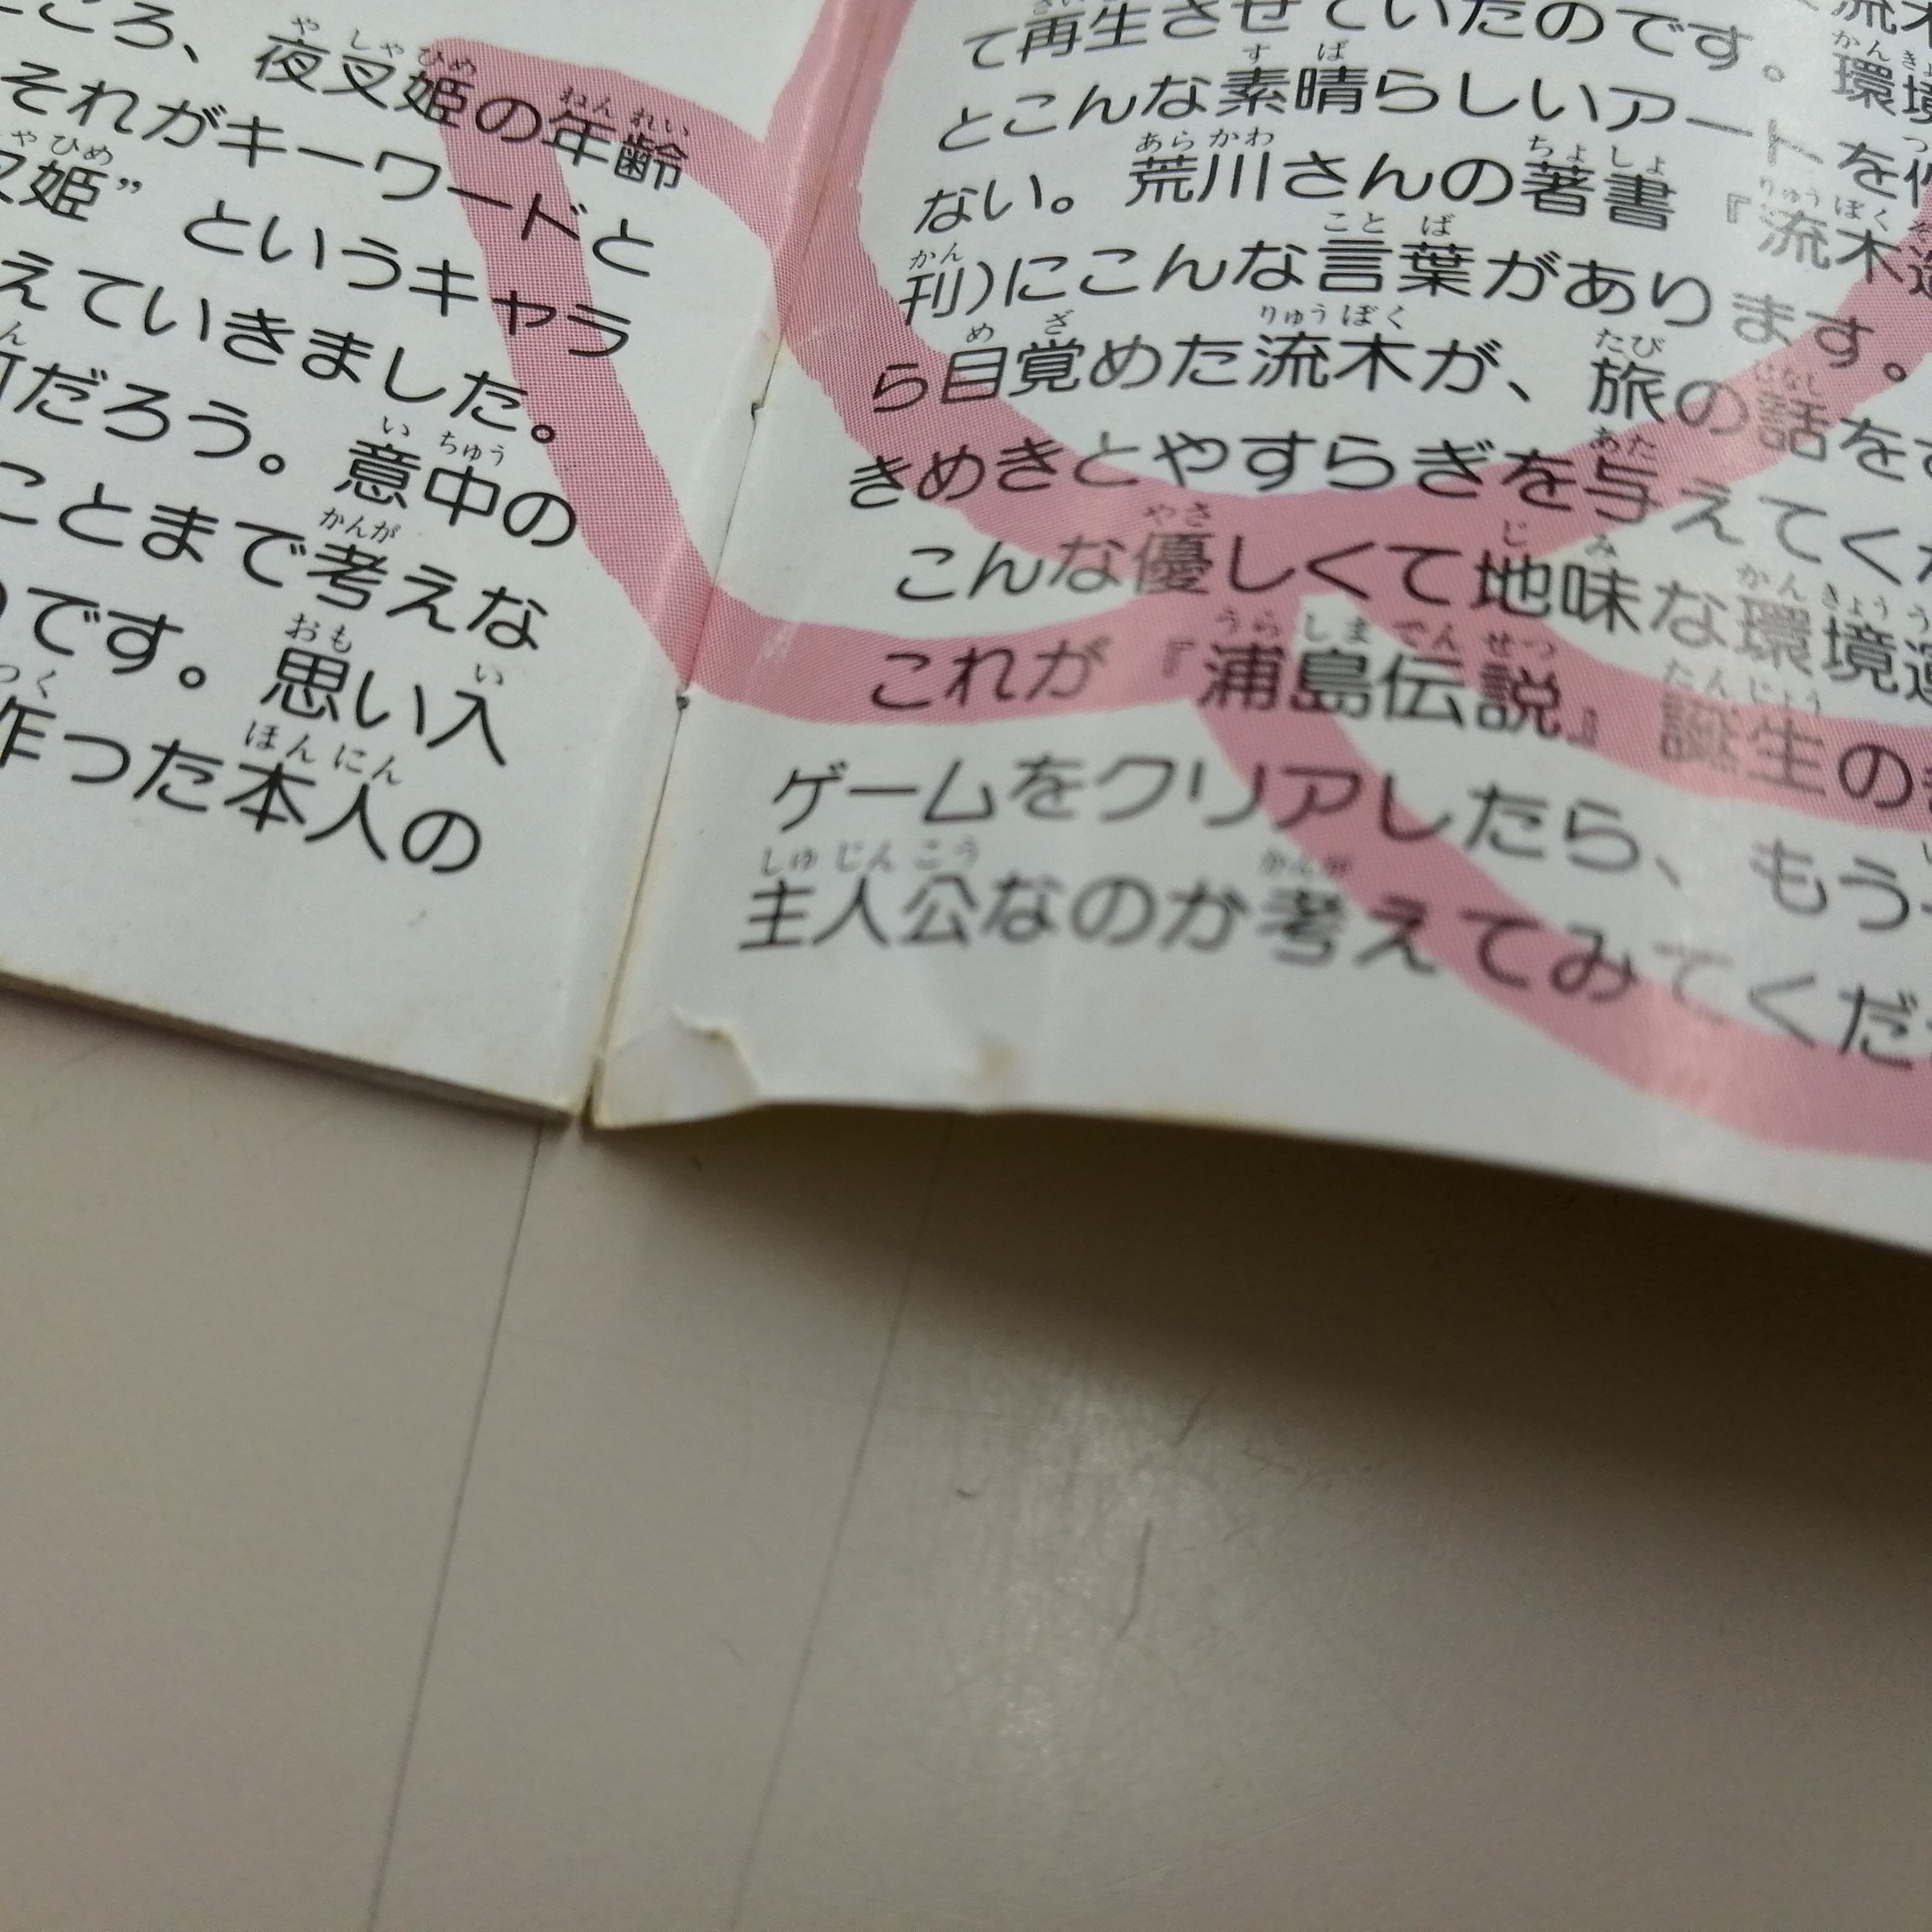 ころ、夜叉姫の年齢
それがキーワードと
叉姫”というキャラ
えていきました。
だろう。意中の
ことまで考えな
のです。思い入
作った本人の
て再生させていたのです。環境
とこんな素晴らしいアートを作
ない。荒川さんの著書『流木
刊)にこんな言葉があります。
ら目覚めた流木が、旅の話をす
きめきとやすらぎを与えてく
こんな優しくて地味な環境運
これが『浦島伝説』誕生の
ゲームをクリアしたら、もう
主人公なのか考えてみてくだ